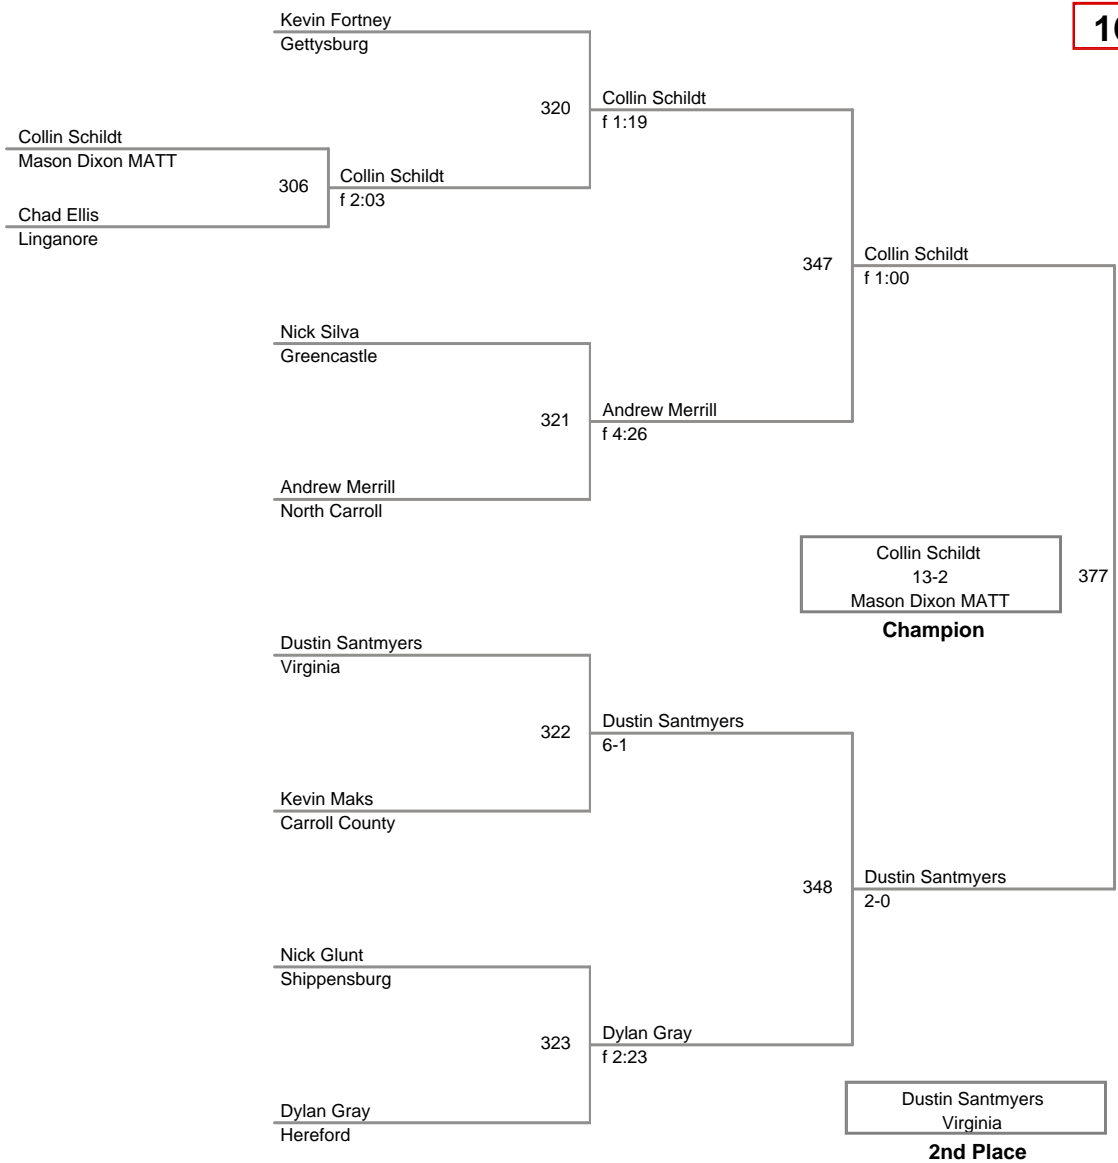 Kevin Fortney
Gettysburg
320
Collin Schildt
f 1:19
Collin Schildt
Mason Dixon MATT
306
Collin Schildt
f 2:03
Chad Ellis
Linganore
347
Collin Schildt
f 1:00
Nick Silva
Greencastle
321
Andrew Merrill
f 4:26
Andrew Merrill
North Carroll
Collin Schildt
13-2
Mason Dixon MATT
Champion
377
Dustin Santmyers
Virginia
322
Dustin Santmyers
6-1
Kevin Maks
Carroll County
348
Dustin Santmyers
2-0
Nick Glunt
Shippensburg
323
Dylan Gray
f 2:23
Dylan Gray
Hereford
Dustin Santmyers
Virginia
2nd Place